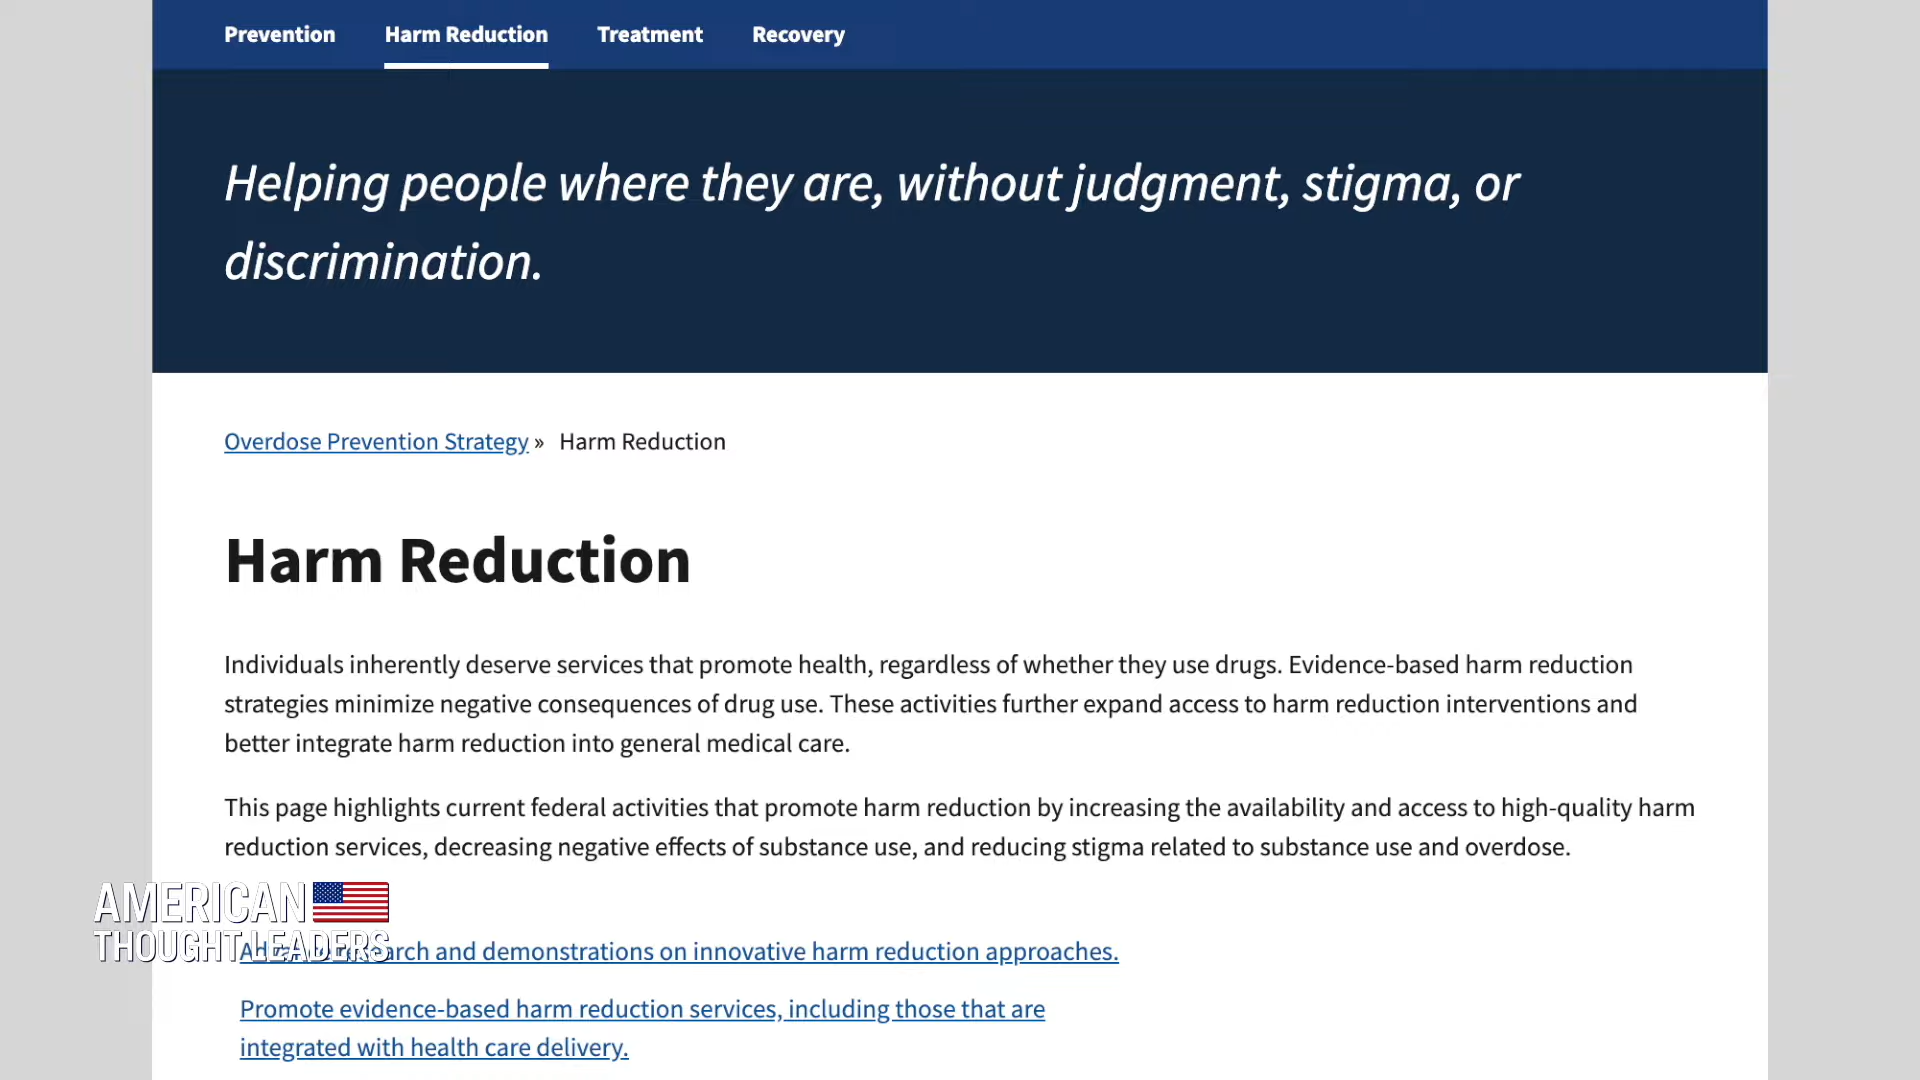 Prevention Harm Reduction Treatment Recovery
Helping people where they are, without judgment, stigma, or
discrimination.
Overdose Prevention Strategy » Harm Reduction
Harm Reduction
Individuals inherently deserve services that promote health, regardless of whether they use drugs. Evidence-based harm reduction
strategies minimize negative consequences of drug use. These activities further expand access to harm reduction interventions and
better integrate harm reduction into general medical care.
This page highlights current federal activities that promote harm reduction by increasing the availability and access to high-quality harm
reduction services, decreasing negative effects of substance use, and reducing stigma related to substance use and overdose.
AMERICAN
THOUGHT LEADERS
and demonstrations on innovative harm reduction approaches.
Promote evidence-based harm reduction services, including those that are
integrated with health care delivery.